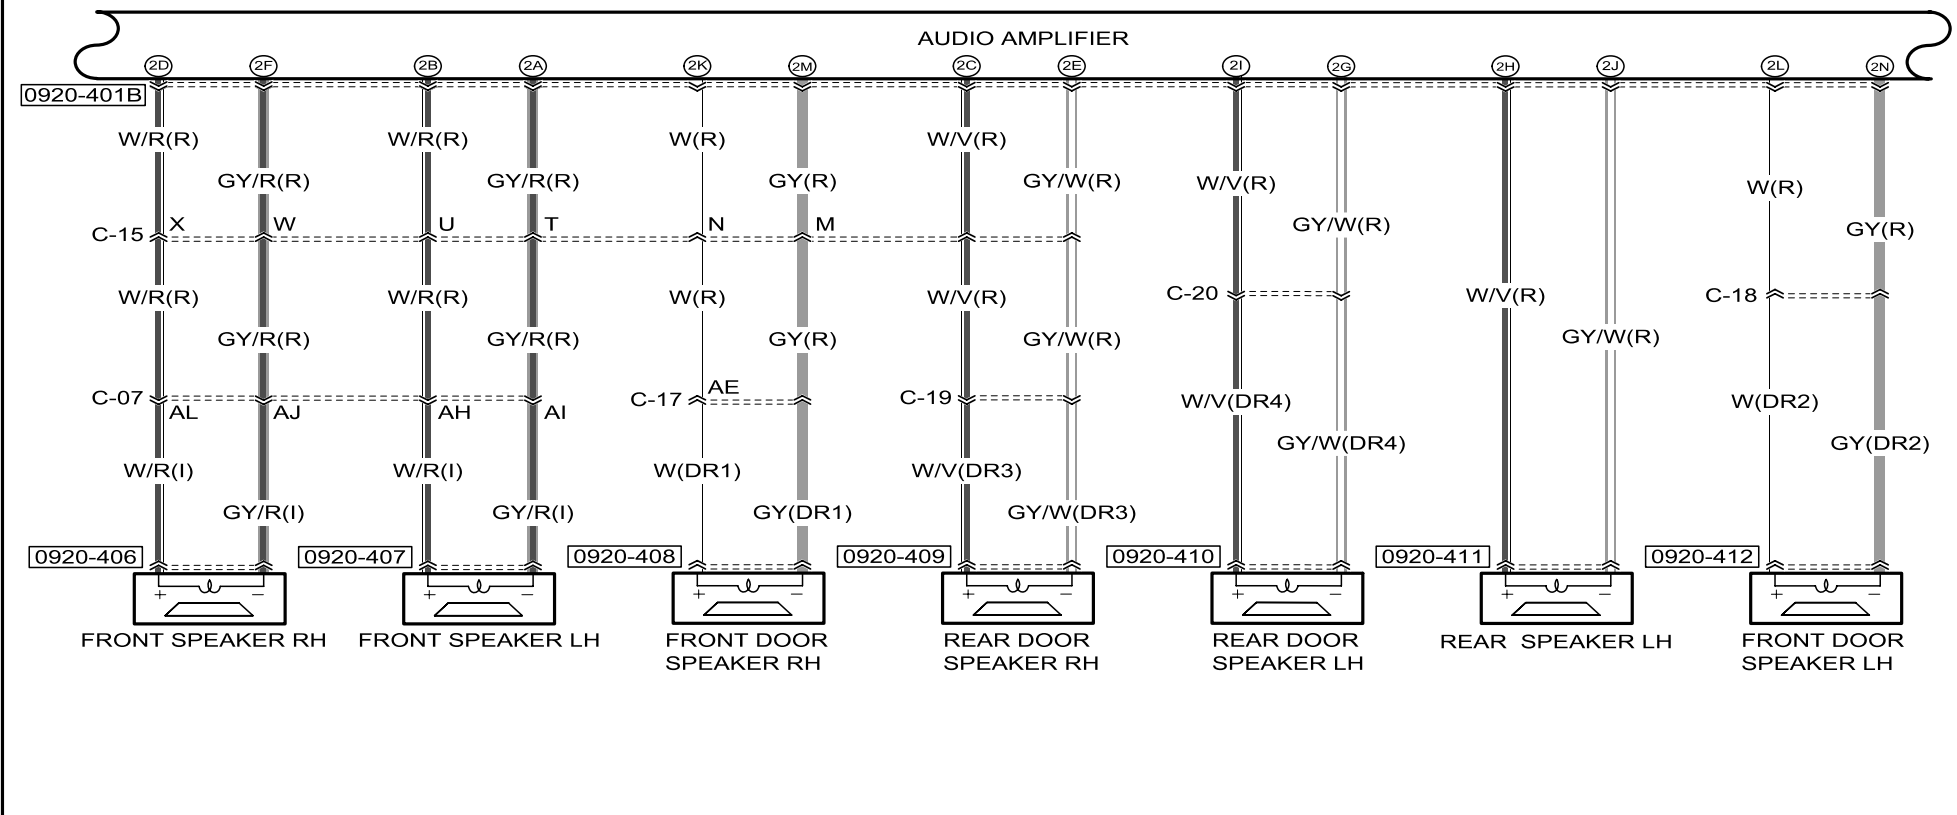 AUDIO AMPLIFIER
2D 2F 2B 2A 2K 2M 2C 2E 2I 2G 2H 2J 2L 2N
0920-401B
W/R(R) W/R(R) W(R) W/V(R)
GY/R(R) GY/R(R) GY(R) GY/W(R) W/V(R) W(R)
C-15 X W U T N M GY/W(R) GY(R)
W/R(R) W/R(R) W(R) W/V(R) C-20 W/V(R) C-18
GY/R(R) GY/R(R) GY(R) GY/W(R) GY/W(R)
C-07 AL AJ AH AI C-17 AE C-19 W/V(DR4) W(DR2)
GY/W(DR4) GY(DR2)
W/R(I) W/R(I) W(DR1) W/V(DR3)
GY/R(I) GY/R(I) GY(DR1) GY/W(DR3)
0920-406 0920-407 0920-408 0920-409 0920-410 0920-411 0920-412
+ − + − + − + − + − + − + −
FRONT SPEAKER RH
FRONT SPEAKER LH
FRONT DOOR
SPEAKER RH
REAR DOOR
SPEAKER RH
REAR DOOR
SPEAKER LH
REAR SPEAKER LH
FRONT DOOR
SPEAKER LH